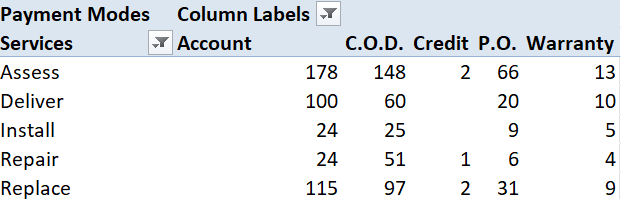 Payment Modes Column Labels
Services Account C.O.D. Credit P.O. Warranty
Assess 178 148 2 66 13
Deliver 100 60 20 10
Install 24 25 9 5
Repair 24 51 1 6 4
Replace 115 97 2 31 9